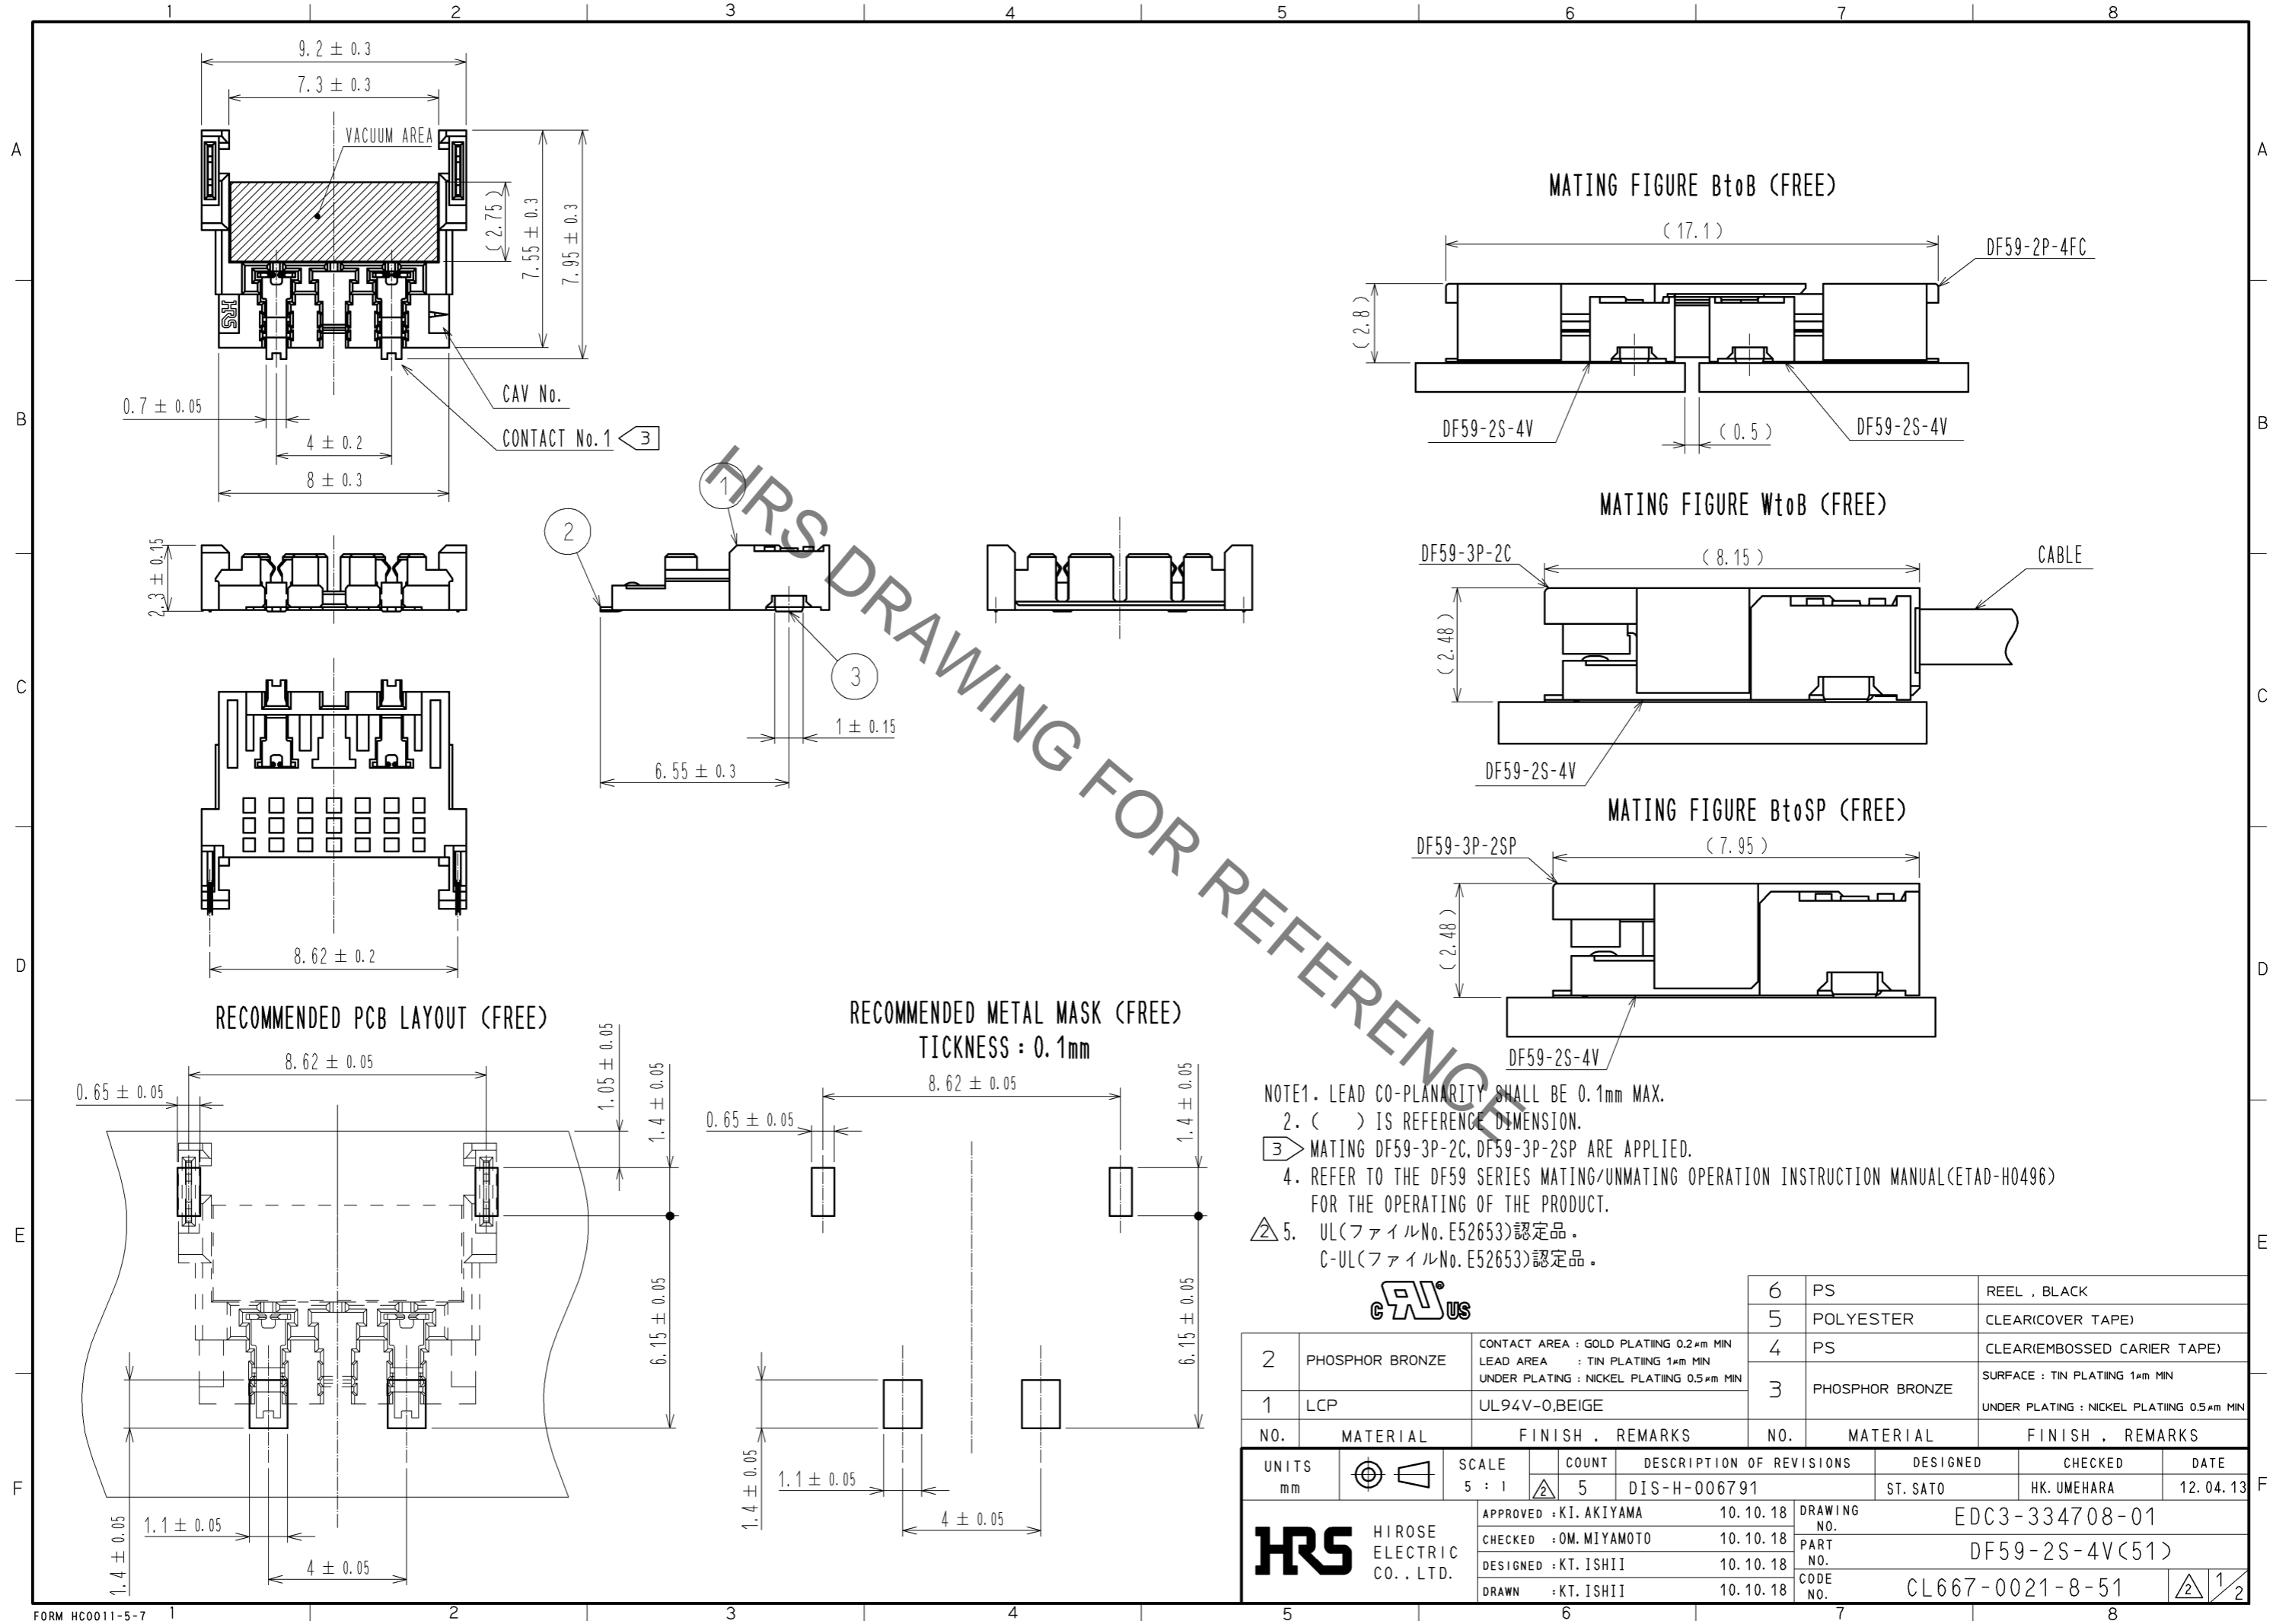 1 2 3 4 5 6 7 8
A
B
C
D
E
F
A
B
C
D
E
F
9.2 ± 0.3
7.3 ± 0.3
VACUUM AREA
(2.75)
7.55 ± 0.3
7.95 ± 0.3
HRS
A
CAV No.
0.7 ± 0.05
CONTACT No.1 3
4 ± 0.2
8 ± 0.3
2.3 ± 0.15
1
2
3
1 ± 0.15
6.55 ± 0.3
8.62 ± 0.2
HRS DRAWING FOR REFERENCE
MATING FIGURE BtoB (FREE)
(17.1)
DF59-2P-4FC
(2.8)
DF59-2S-4V
(0.5)
DF59-2S-4V
MATING FIGURE WtoB (FREE)
DF59-3P-2C
(8.15)
CABLE
(2.48)
DF59-2S-4V
MATING FIGURE BtoSP (FREE)
DF59-3P-2SP
(7.95)
(2.48)
DF59-2S-4V
RECOMMENDED PCB LAYOUT (FREE)
8.62 ± 0.05
0.65 ± 0.05
1.05 ± 0.05
1.4 ± 0.05
6.15 ± 0.05
1.4 ± 0.05
1.1 ± 0.05
4 ± 0.05
RECOMMENDED METAL MASK (FREE)
TICKNESS : 0.1mm
8.62 ± 0.05
0.65 ± 0.05
1.4 ± 0.05
6.15 ± 0.05
1.4 ± 0.05
1.1 ± 0.05
4 ± 0.05
NOTE1. LEAD CO-PLANARITY SHALL BE 0.1mm MAX.
2. (    ) IS REFERENCE DIMENSION.
3 MATING DF59-3P-2C, DF59-3P-2SP ARE APPLIED.
4. REFER TO THE DF59 SERIES MATING/UNMATING OPERATION INSTRUCTION MANUAL(ETAD-H0496)
FOR THE OPERATING OF THE PRODUCT.
2 5. UL(ファイルNo.E52653)認定品。
C-UL(ファイルNo.E52653)認定品。
c RU ® US
6 PS REEL , BLACK
5 POLYESTER CLEAR(COVER TAPE)
4 PS CLEAR(EMBOSSED CARIER TAPE)
3 PHOSPHOR BRONZE SURFACE : TIN PLATIING 1μm MIN
UNDER PLATING : NICKEL PLATIING 0.5μm MIN
2 PHOSPHOR BRONZE CONTACT AREA : GOLD PLATIING 0.2μm MIN
LEAD AREA : TIN PLATIING 1μm MIN
UNDER PLATING : NICKEL PLATIING 0.5μm MIN
1 LCP UL94V-0,BEIGE
NO. MATERIAL FINISH , REMARKS NO. MATERIAL FINISH , REMARKS
UNITS
mm
SCALE
5 : 1
COUNT DESCRIPTION OF REVISIONS DESIGNED CHECKED DATE
2 5 DIS-H-006791 ST. SATO HK. UMEHARA 12.04.13
HRS
HIROSE
ELECTRIC
CO., LTD.
APPROVED : KI. AKIYAMA 10.10.18
CHECKED : OM. MIYAMOTO 10.10.18
DESIGNED : KT. ISHII 10.10.18
DRAWN : KT. ISHII 10.10.18
DRAWING NO. EDC3-334708-01
PART NO. DF59-2S-4V(51)
CODE NO. CL667-0021-8-51 2 1/2
FORM HC0011-5-7 1 2 3 4 5 6 7 8